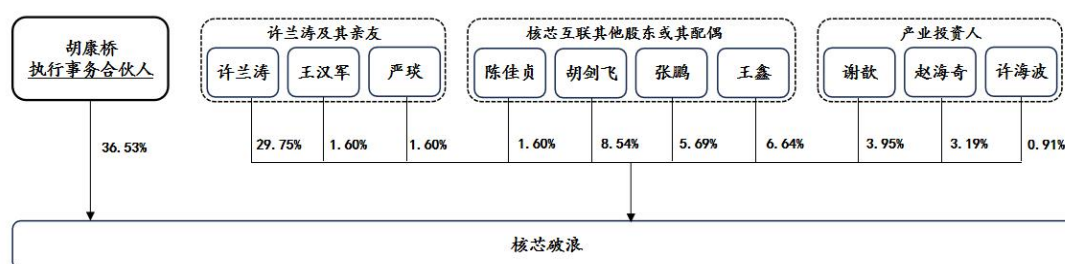 胡康桥
执行事务合伙人
许兰涛及其亲友
许兰涛
王汉军
严琰
核芯互联其他股东或其配偶
陈佳贞
胡剑飞
张鹏
王鑫
产业投资人
谢歆
赵海奇
许海波
36.53%
29.75%
1.60%
1.60%
1.60%
8.54%
5.69%
6.64%
3.95%
3.19%
0.91%
核芯破浪